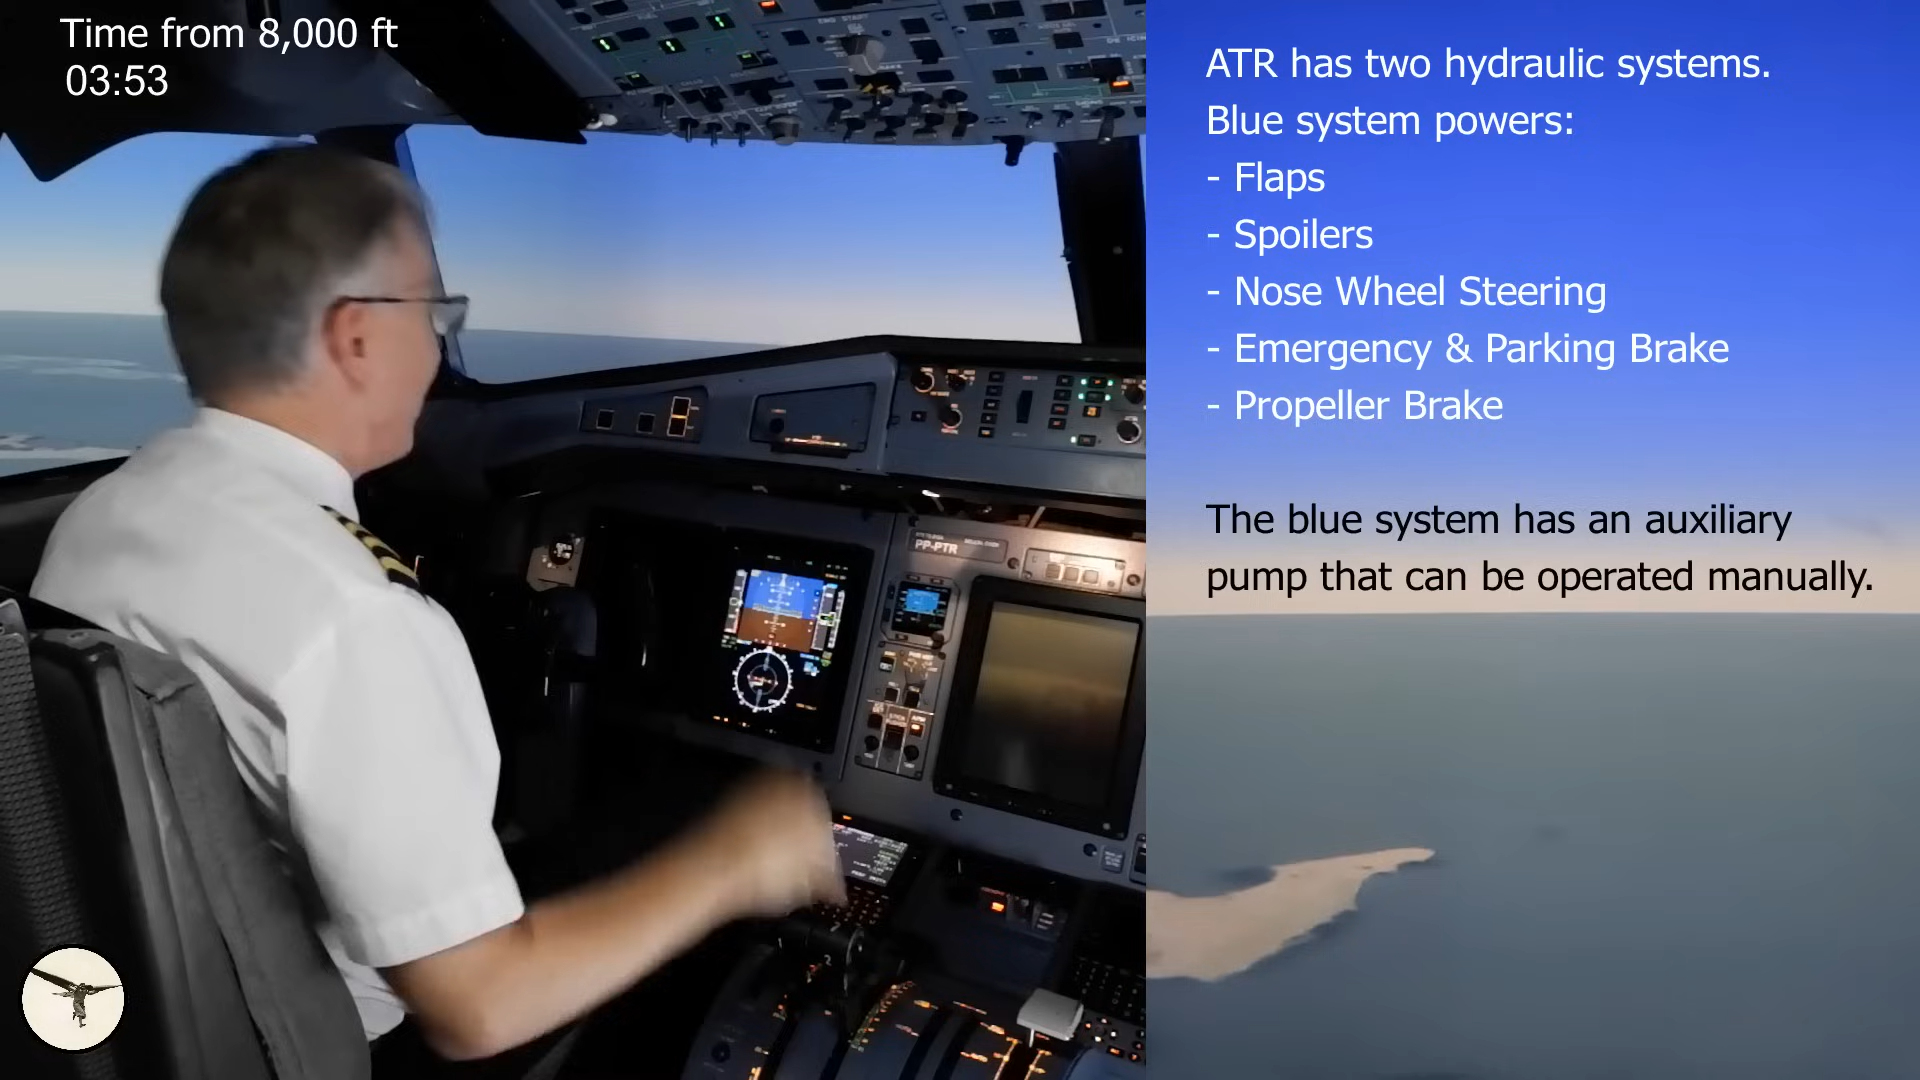 Time from 8,000 ft
03:53
ATR has two hydraulic systems.
Blue system powers:
- Flaps
- Spoilers
- Nose Wheel Steering
- Emergency & Parking Brake
- Propeller Brake
The blue system has an auxiliary
pump that can be operated manually.
PP-PTR